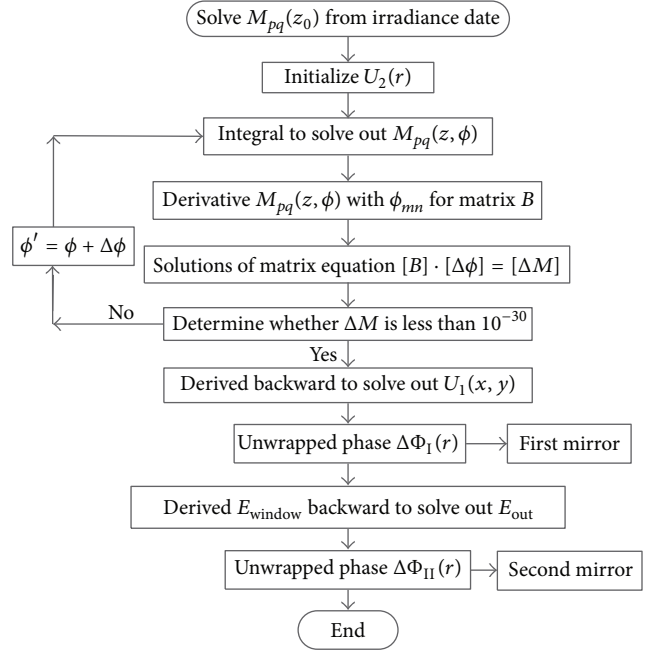 Solve M_pq(z_0) from irradiance date
Initialize U_2(r)
Integral to solve out M_pq(z, ϕ)
Derivative M_pq(z, ϕ) with ϕ_mn for matrix B
ϕ′ = ϕ + Δϕ
Solutions of matrix equation [B] · [Δϕ] = [ΔM]
No
Determine whether ΔM is less than 10^−30
Yes
Derived backward to solve out U_1(x, y)
Unwrapped phase ΔΦ_I(r)
First mirror
Derived E_window backward to solve out E_out
Unwrapped phase ΔΦ_II(r)
Second mirror
End